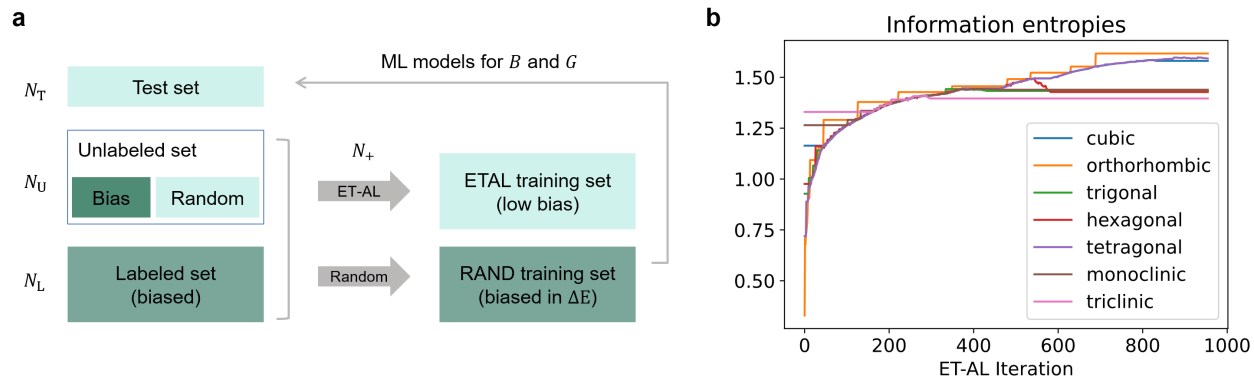 a
ML models for B and G
N_T
Test set
Unlabeled set
N_U
Bias
Random
N_+
ET-AL
ETAL training set
(low bias)
N_L
Labeled set
(biased)
Random
RAND training set
(biased in ΔE)
b
Information entropies
1.50
1.25
1.00
0.75
0.50
cubic
orthorhombic
trigonal
hexagonal
tetragonal
monoclinic
triclinic
0
200
400
600
800
1000
ET-AL Iteration